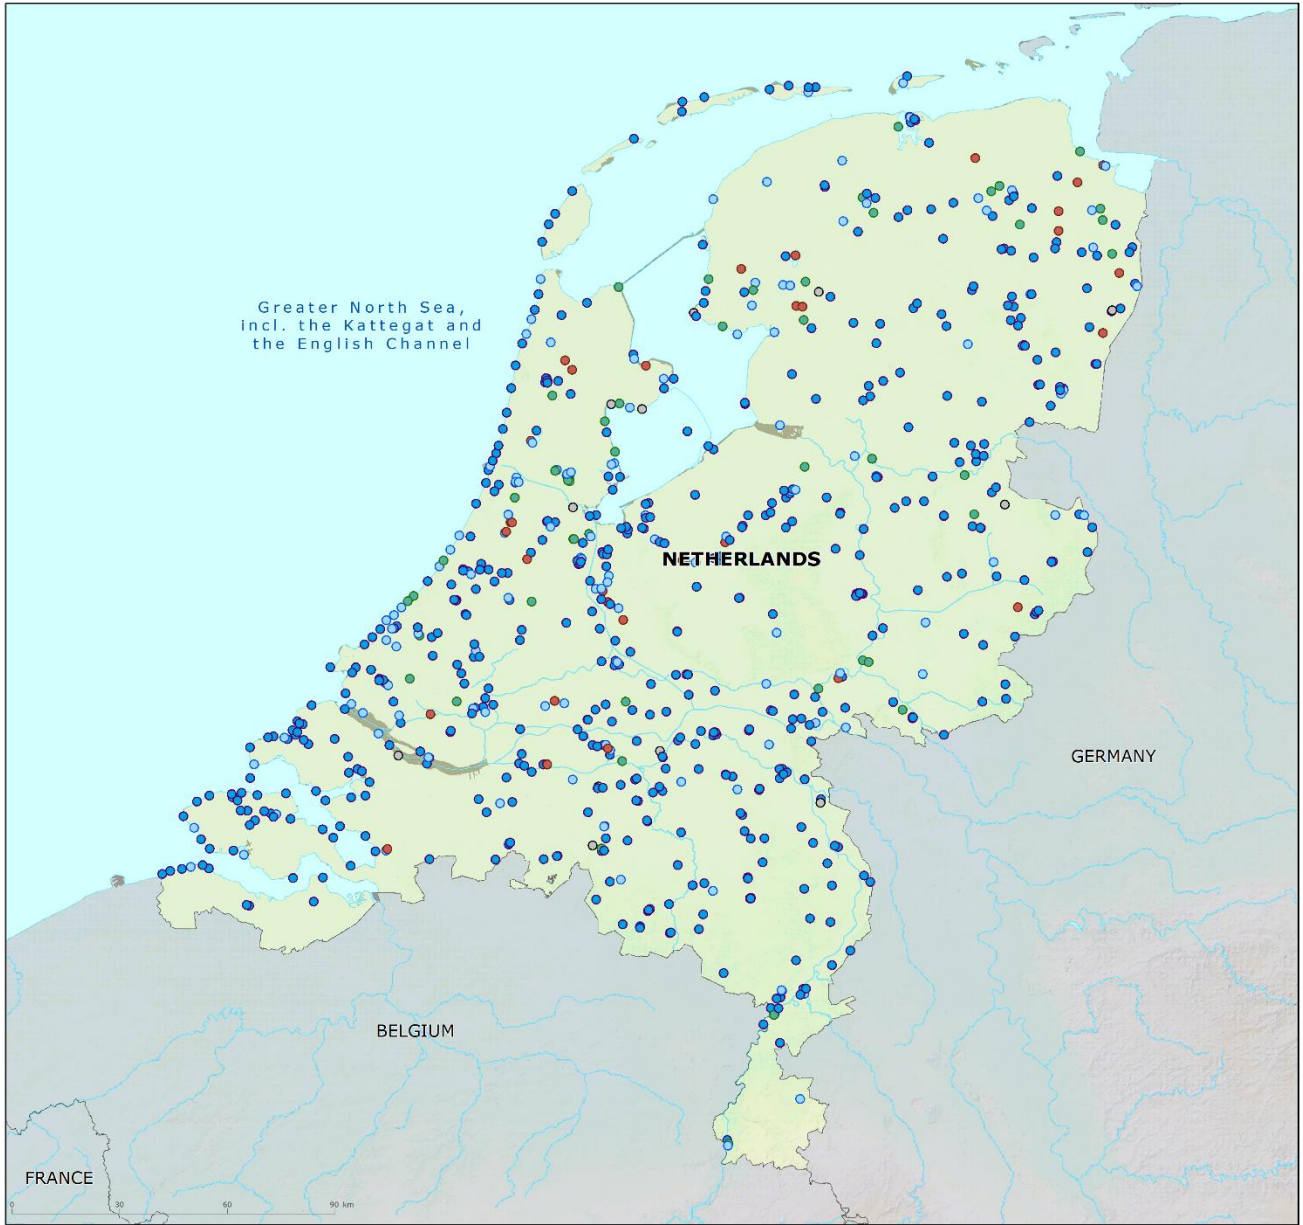 Greater North Sea,
incl. the Kattegat and
the English Channel
NETHERLANDS
GERMANY
BELGIUM
FRANCE
0 30 60 90 km